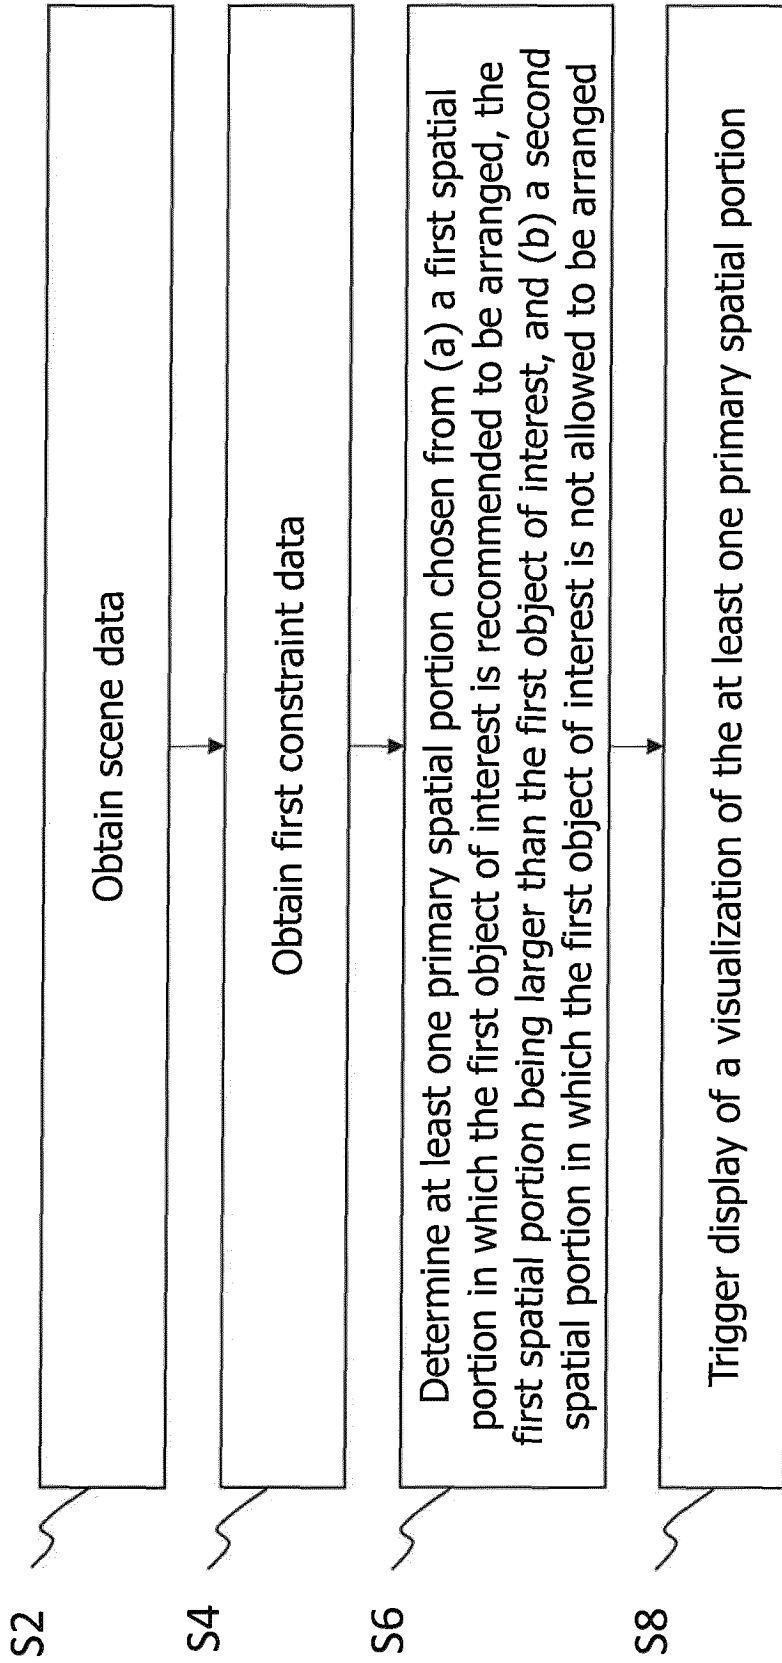 S2
Obtain scene data
S4
Obtain first constraint data
S6
Determine at least one primary spatial portion chosen from (a) a first spatial
portion in which the first object of interest is recommended to be arranged, the
first spatial portion being larger than the first object of interest, and (b) a second
spatial portion in which the first object of interest is not allowed to be arranged
S8
Trigger display of a visualization of the at least one primary spatial portion